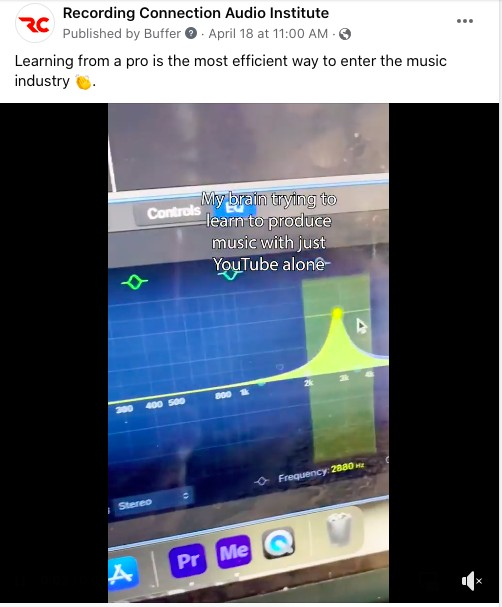 Recording Connection Audio Institute
Published by Buffer · April 18 at 11:00 AM ·
Learning from a pro is the most efficient way to enter the music
industry 👏.
My brain trying to
learn to produce
music with just
YouTube alone
Controls EQ
300 400 500 800 1k 2k 3k 4k
Frequency: 2880 Hz
Stereo
Pr Me